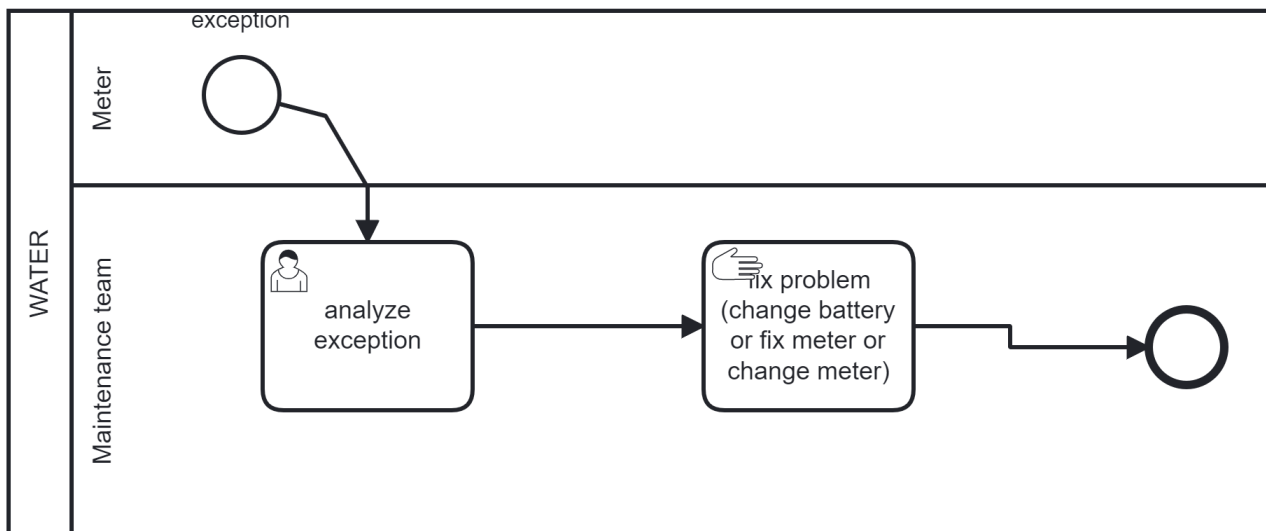 exception
Meter
WATER
Maintenance team
analyze
exception
fix problem
(change battery
or fix meter or
change meter)